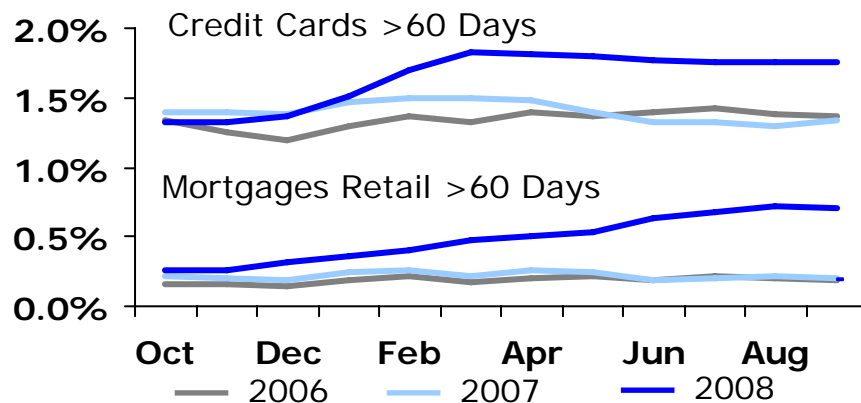 2.0%
Credit Cards >60 Days
1.5%
1.0%
Mortgages Retail >60 Days
0.5%
0.0%
Oct Dec Feb Apr Jun Aug
2006 2007 2008